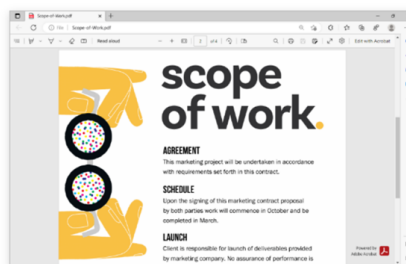 Scope-of-Work.pdf
File
Scope-of-Work.pdf
Read aloud
of 4
Edit with Acrobat
scope
of work.
AGREEMENT
This marketing project will be undertaken in accordance
with requirements set forth in this contract.
SCHEDULE
Upon the signing of this marketing contract proposal
by both parties work will commence in October and be
completed in March.
LAUNCH
Client is responsible for launch of deliverables provided
by marketing company. No assurance of performance is
Powered by
Adobe Acrobat